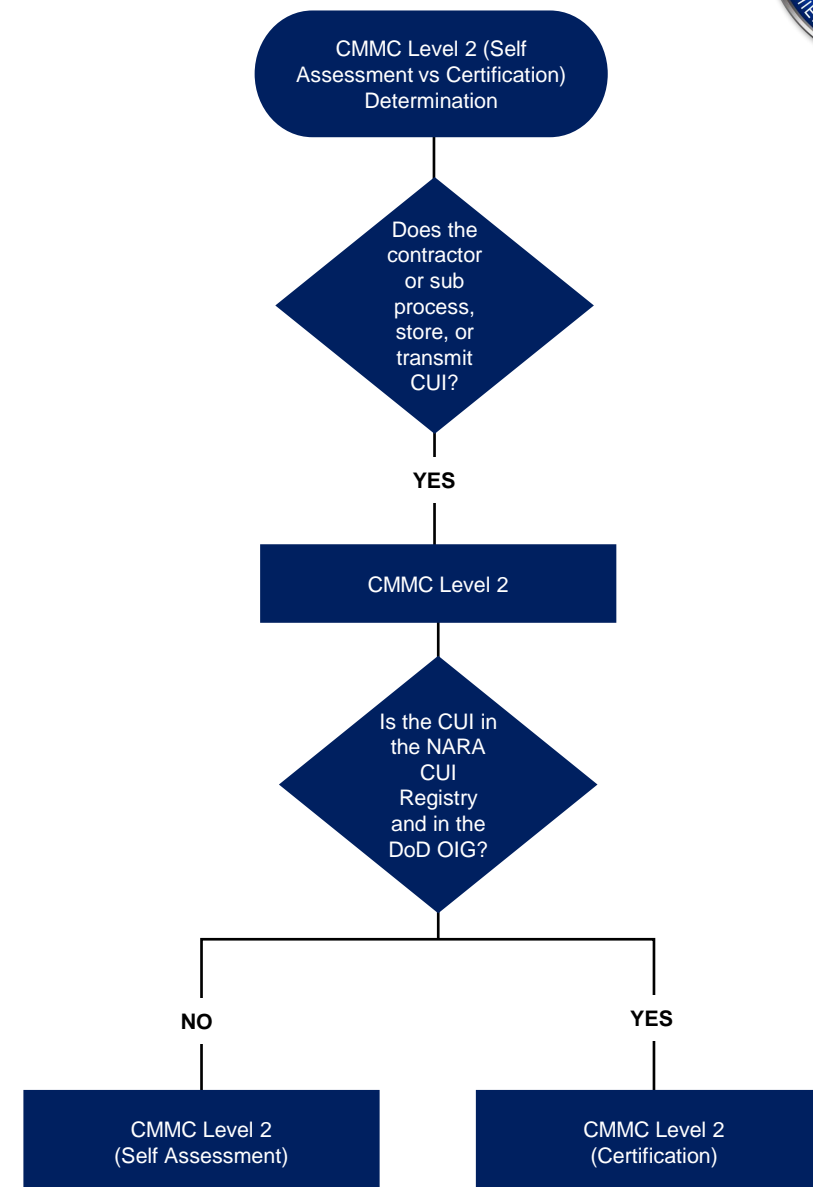 CMMC Level 2 (Self
Assessment vs Certification)
Determination
Does the
contractor
or sub
process,
store, or
transmit
CUI?
YES
CMMC Level 2
Is the CUI in
the NARA
CUI
Registry
and in the
DoD OIG?
NO
YES
CMMC Level 2
(Self Assessment)
CMMC Level 2
(Certification)